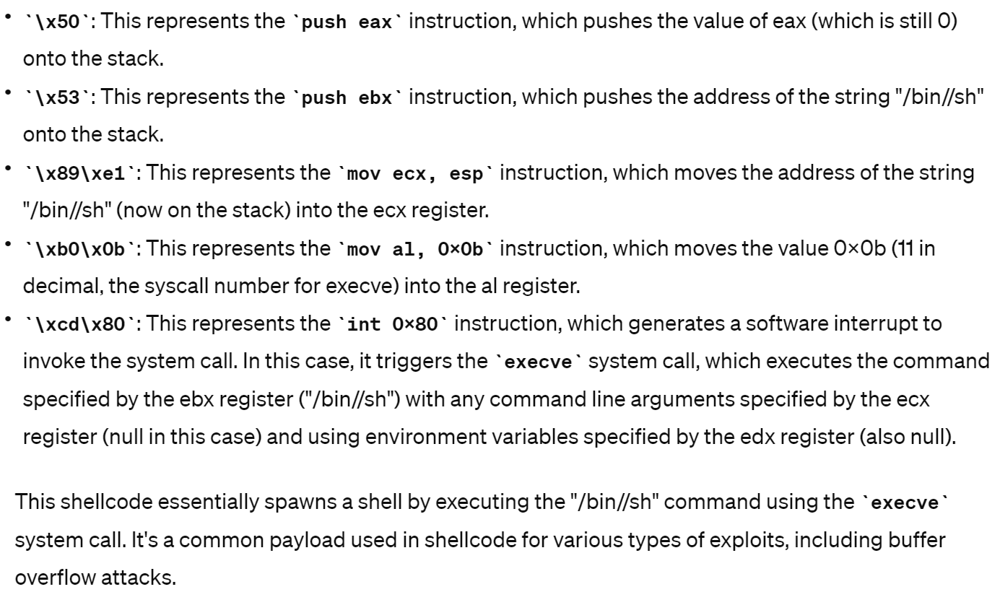 • `\x50`: This represents the `push eax` instruction, which pushes the value of eax (which is still 0)
onto the stack.
• `\x53`: This represents the `push ebx` instruction, which pushes the address of the string "/bin//sh"
onto the stack.
• `\x89\xe1`: This represents the `mov ecx, esp` instruction, which moves the address of the string
"/bin//sh" (now on the stack) into the ecx register.
• `\xb0\x0b`: This represents the `mov al, 0×0b` instruction, which moves the value 0×0b (11 in
decimal, the syscall number for execve) into the al register.
• `\xcd\x80`: This represents the `int 0×80` instruction, which generates a software interrupt to
invoke the system call. In this case, it triggers the `execve` system call, which executes the command
specified by the ebx register ("/bin//sh") with any command line arguments specified by the ecx
register (null in this case) and using environment variables specified by the edx register (also null).
This shellcode essentially spawns a shell by executing the "/bin//sh" command using the `execve`
system call. It's a common payload used in shellcode for various types of exploits, including buffer
overflow attacks.